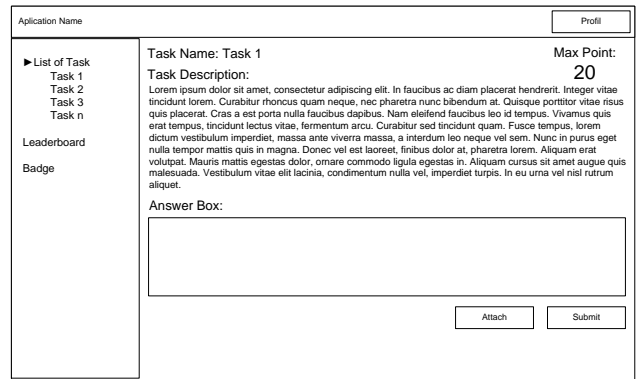 Aplication Name
Profil
►List of Task
Task 1
Task 2
Task 3
Task n
Leaderboard
Badge
Task Name: Task 1
Max Point:
20
Task Description:
Lorem ipsum dolor sit amet, consectetur adipiscing elit. In faucibus ac diam placerat hendrerit. Integer vitae
tincidunt lorem. Curabitur rhoncus quam neque, nec pharetra nunc bibendum at. Quisque porttitor vitae risus
quis placerat. Cras a est porta nulla faucibus dapibus. Nam eleifend faucibus leo id tempus. Vivamus quis
erat tempus, tincidunt lectus vitae, fermentum arcu. Curabitur sed tincidunt quam. Fusce tempus, lorem
dictum vestibulum imperdiet, massa ante viverra massa, a interdum leo neque vel sem. Nunc in purus eget
nulla tempor mattis quis in magna. Donec vel est laoreet, finibus dolor at, pharetra lorem. Aliquam erat
volutpat. Mauris mattis egestas dolor, ornare commodo ligula egestas in. Aliquam cursus sit amet augue quis
malesuada. Vestibulum vitae elit lacinia, condimentum nulla vel, imperdiet turpis. In eu urna vel nisl rutrum
aliquet.
Answer Box:
Attach
Submit